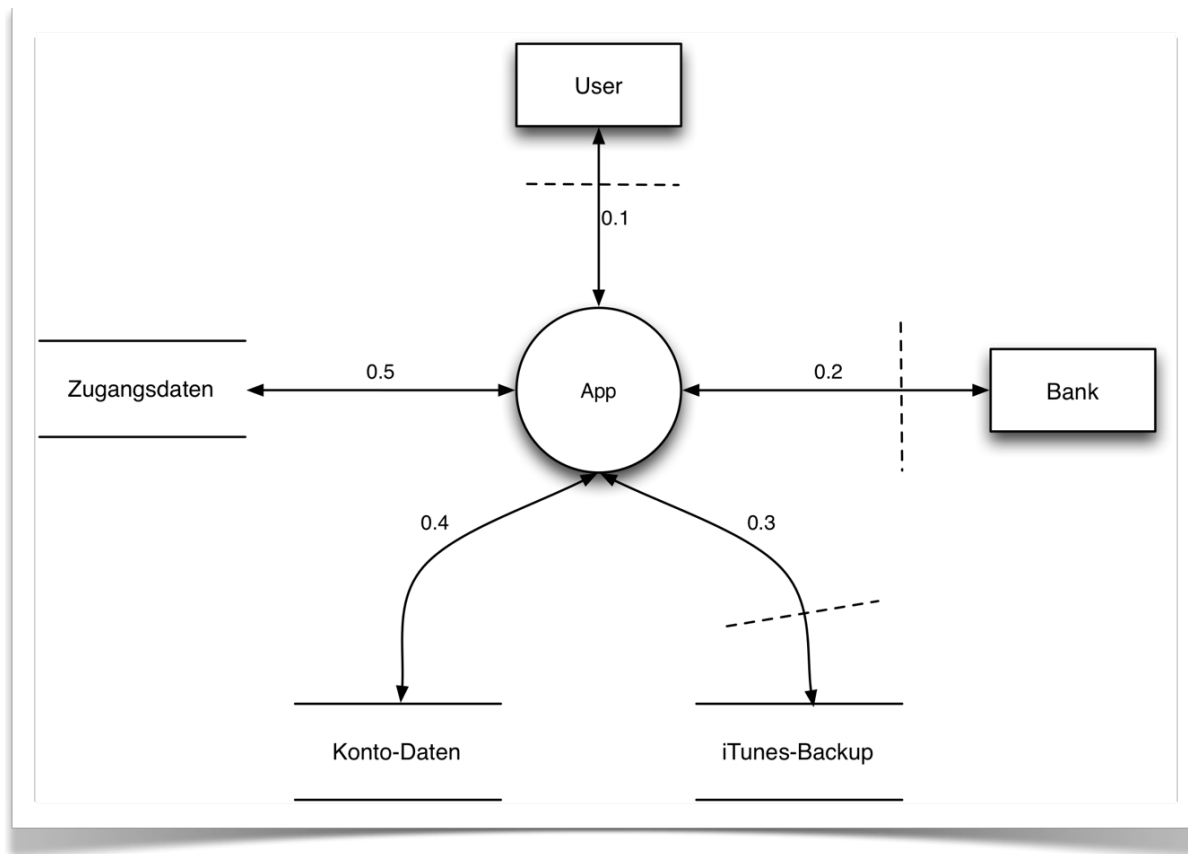 User
0.1
Zugangsdaten
0.5
App
0.2
Bank
0.4
0.3
Konto-Daten
iTunes-Backup